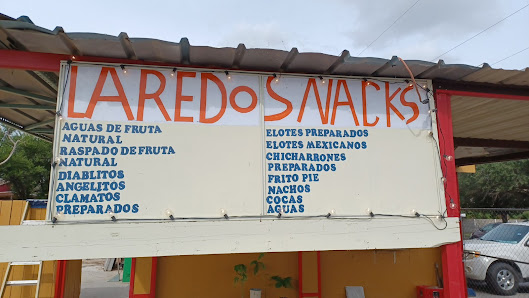 LAREDO SNACKS
AGUAS DE FRUTA
NATURAL
RASPADO DE FRUTA
NATURAL
DIABLITOS
ANGELITOS
CLAMATOS
PREPARADOS
ELOTES PREPARADOS
ELOTES MEXICANOS
CHICHARRONES
PREPARADOS
FRITO PIE
NACHOS
COCAS
AGUAS